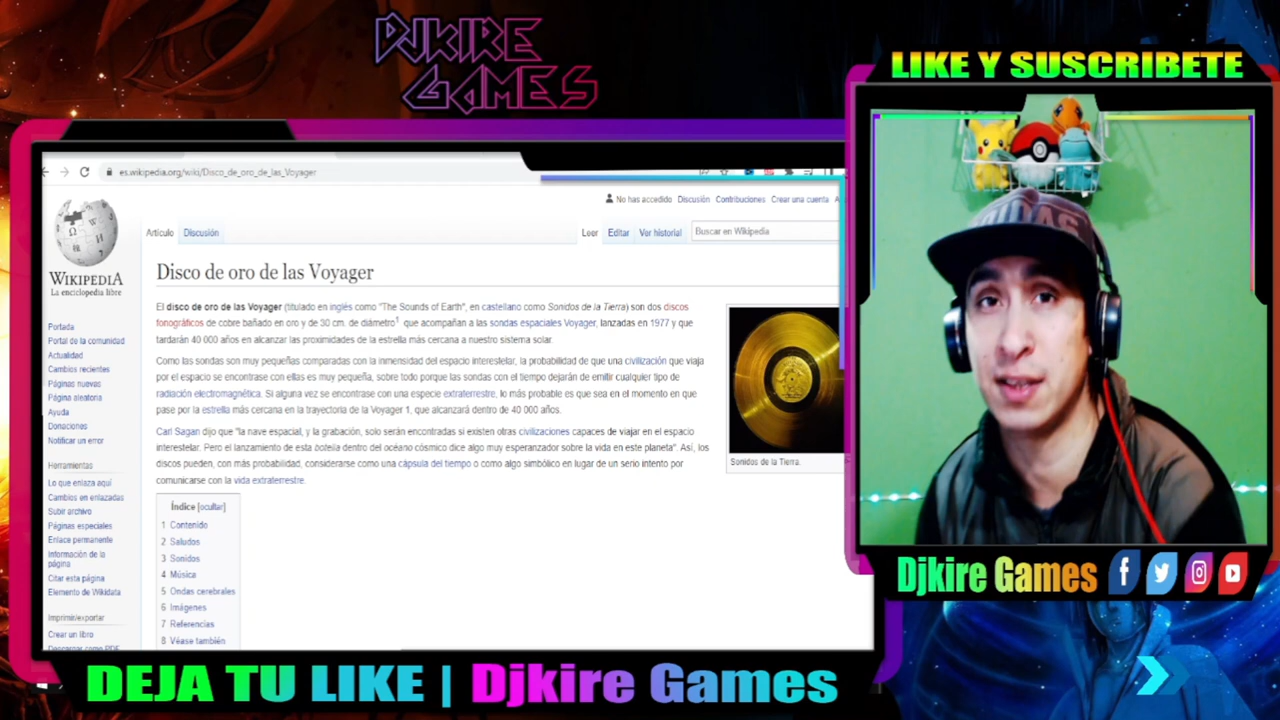 DJKIRE
GAMES
LIKE Y SUSCRIBETE
es.wikipedia.org/wiki/Disco_de_oro_de_las_Voyager
No has accedido Discusión Contribuciones Crear una cuenta A
Artículo Discusión Leer Editar Ver historial Buscar en Wikipedia
WIKIPEDIA
La enciclopedia libre
Disco de oro de las Voyager
El disco de oro de las Voyager (titulado en inglés como "The Sounds of Earth", en castellano como Sonidos de la Tierra) son dos discos
fonográficos de cobre bañado en oro y de 30 cm. de diámetro1 que acompañan a las sondas espaciales Voyager, lanzadas en 1977 y que
tardarán 40 000 años en alcanzar las proximidades de la estrella más cercana a nuestro sistema solar.
Como las sondas son muy pequeñas comparadas con la inmensidad del espacio interestelar, la probabilidad de que una civilización que viaja
por el espacio se encontrase con ellas es muy pequeña, sobre todo porque las sondas con el tiempo dejarán de emitir cualquier tipo de
radiación electromagnética. Si alguna vez se encontrase con una especie extraterrestre, lo más probable es que sea en el momento en que
pase por la estrella más cercana en la trayectoria de la Voyager 1, que alcanzará dentro de 40 000 años.
Carl Sagan dijo que "la nave espacial, y la grabación, solo serán encontradas si existen otras civilizaciones capaces de viajar en el espacio
interestelar. Pero el lanzamiento de esta botella dentro del océano cósmico dice algo muy esperanzador sobre la vida en este planeta". Así, los
discos pueden, con más probabilidad, considerarse como una cápsula del tiempo o como algo simbólico en lugar de un serio intento por
comunicarse con la vida extraterrestre.
Sonidos de la Tierra.
Portada
Portal de la comunidad
Actualidad
Cambios recientes
Páginas nuevas
Página aleatoria
Ayuda
Donaciones
Notificar un error
Herramientas
Lo que enlaza aquí
Cambios en enlazadas
Subir archivo
Páginas especiales
Enlace permanente
Información de la
página
Citar esta página
Elemento de Wikidata
Imprimir/exportar
Crear un libro
Descargar como PDF
Índice [ocultar]
1 Contenido
2 Saludos
3 Sonidos
4 Música
5 Ondas cerebrales
6 Imágenes
7 Referencias
8 Véase también
Djkire Games
DEJA TU LIKE | Djkire Games